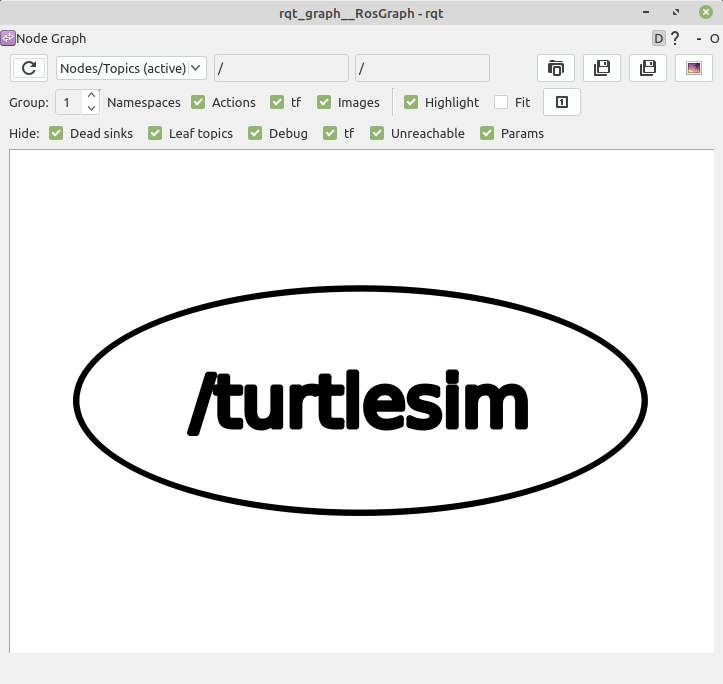 rqt_graph__RosGraph - rqt
Node Graph D ? - O
Nodes/Topics (active) / /
Group: 1 Namespaces Actions tf Images Highlight Fit 1
Hide: Dead sinks Leaf topics Debug tf Unreachable Params
/turtlesim